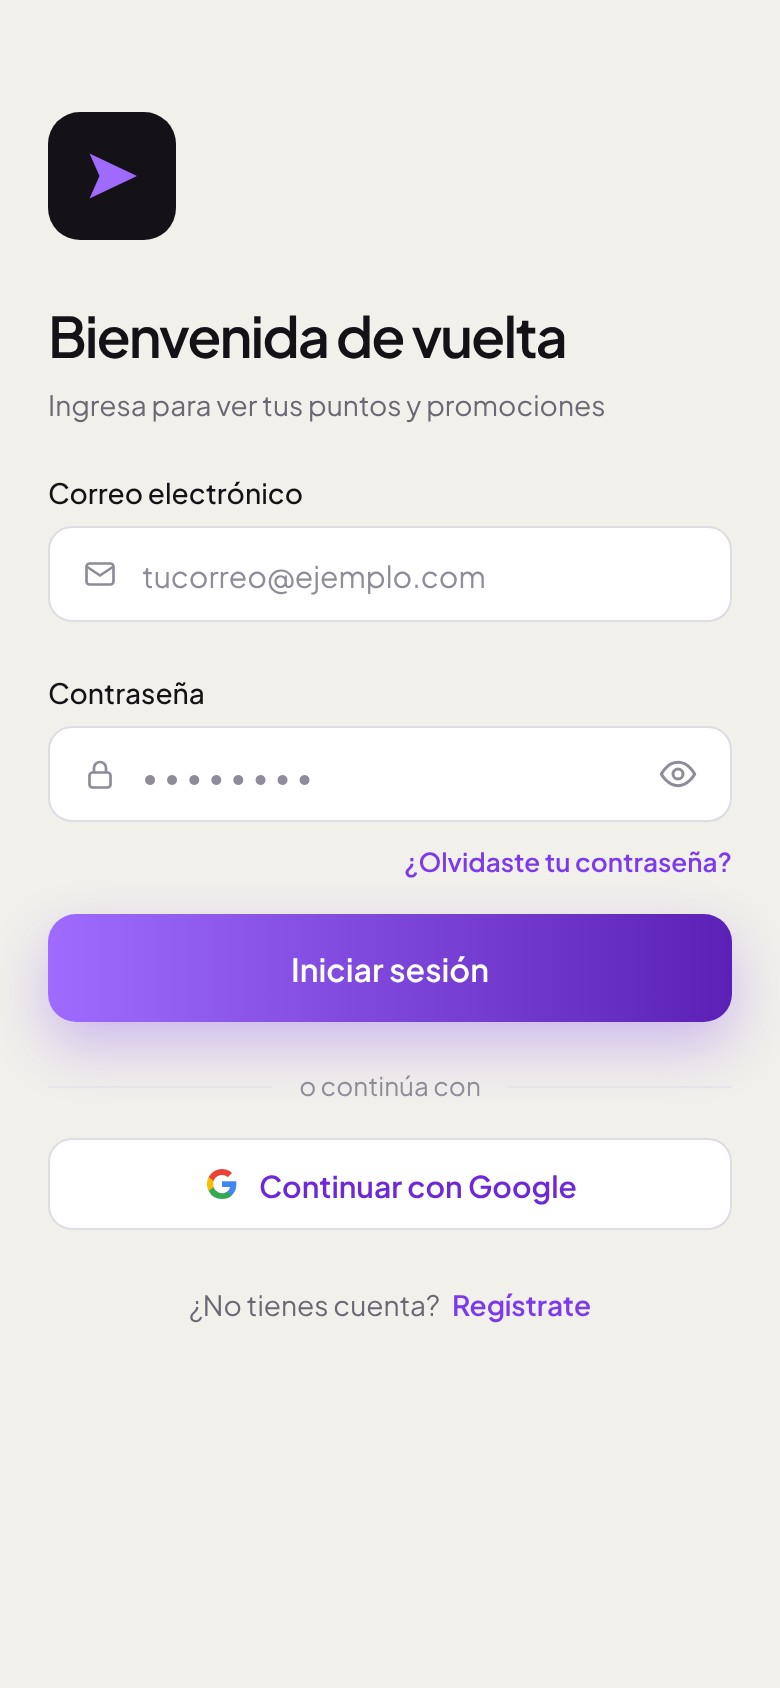 Bienvenida de vuelta
Ingresa para ver tus puntos y promociones
Correo electrónico
tucorreo@ejemplo.com
Contraseña
••••••••
¿Olvidaste tu contraseña?
Iniciar sesión
o continúa con
Continuar con Google
¿No tienes cuenta? Regístrate